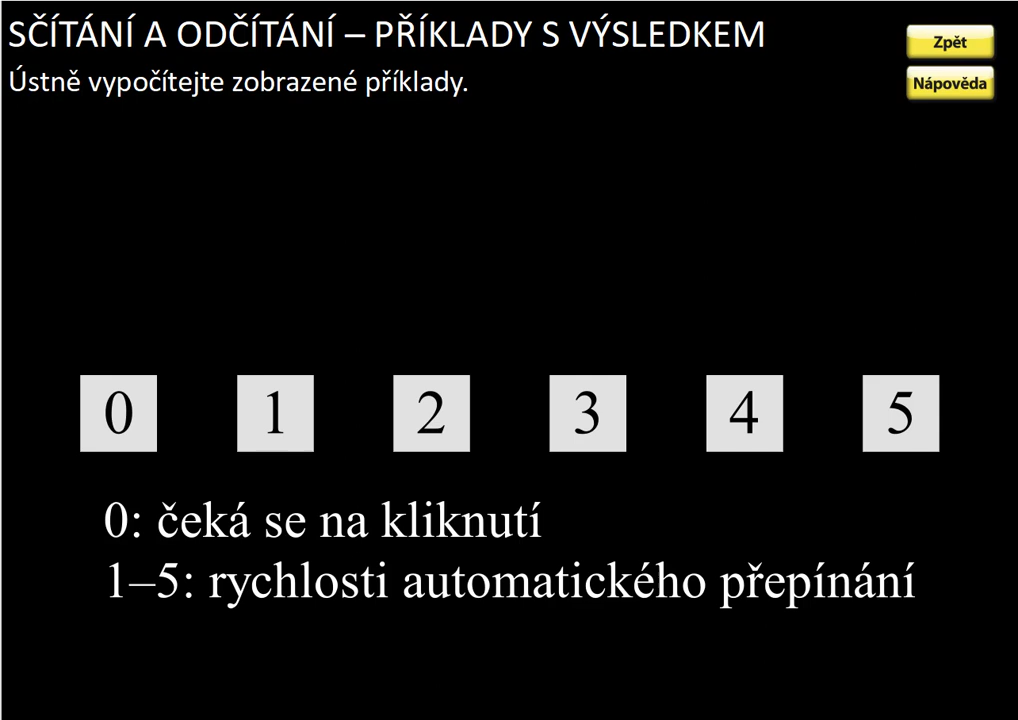 SČÍTÁNÍ A ODČÍTÁNÍ – PŘÍKLADY S VÝSLEDKEM
Zpět
Ústně vypočítejte zobrazené příklady.
Nápověda
0 1 2 3 4 5
0: čeká se na kliknutí
1–5: rychlosti automatického přepínání